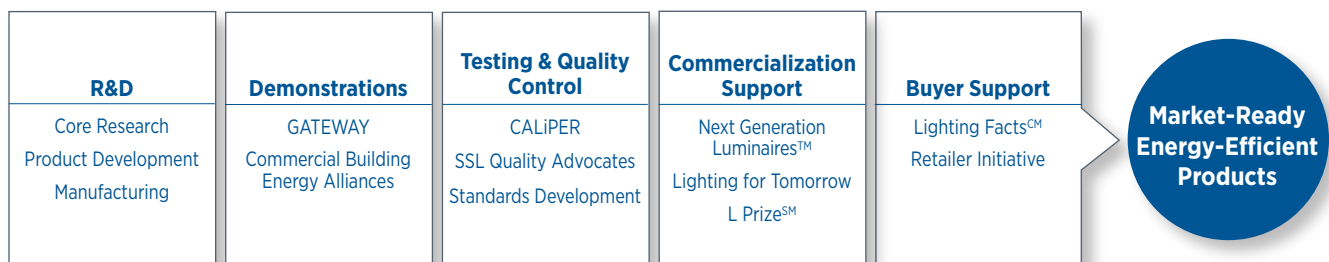 R&D
Core Research
Product Development
Manufacturing
Demonstrations
GATEWAY
Commercial Building
Energy Alliances
Testing & Quality
Control
CALiPER
SSL Quality Advocates
Standards Development
Commercialization
Support
Next Generation
Luminaires™
Lighting for Tomorrow
L Prize℠
Buyer Support
Lighting Factsᶜᴹ
Retailer Initiative
Market-Ready
Energy-Efficient
Products